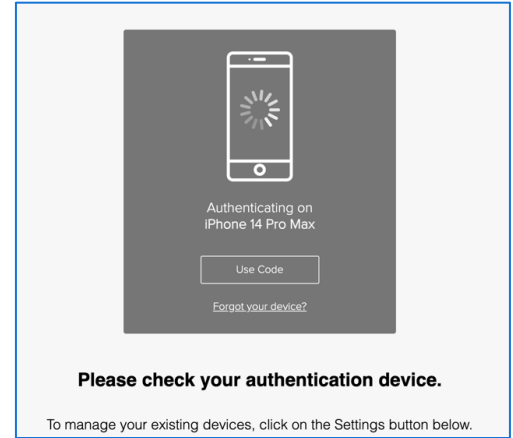 Authenticating on
iPhone 14 Pro Max
Use Code
Forgot your device?
Please check your authentication device.
To manage your existing devices, click on the Settings button below.